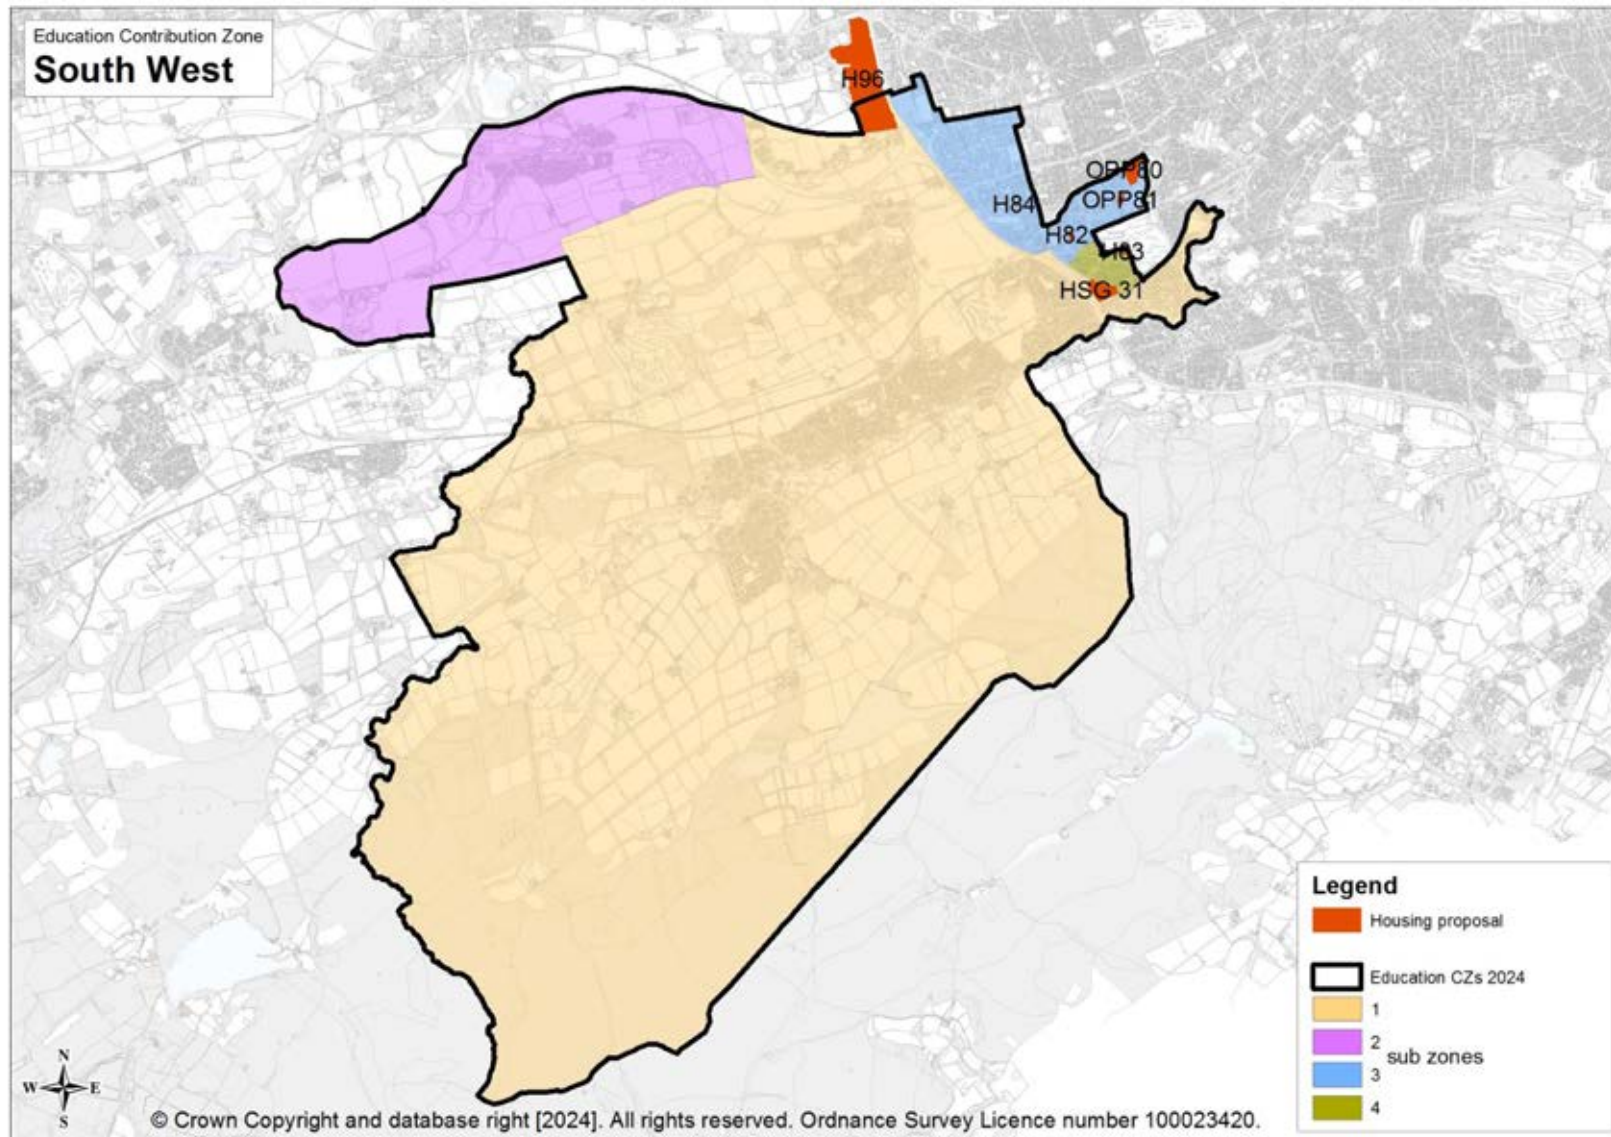 Education Contribution Zone
South West
H96
OPP80
OPP81
H84
H82
H83
HSG 31
Legend
Housing proposal
Education CZs 2024
1
2
sub zones
3
4
N
W E
S
© Crown Copyright and database right [2024]. All rights reserved. Ordnance Survey Licence number 100023420.